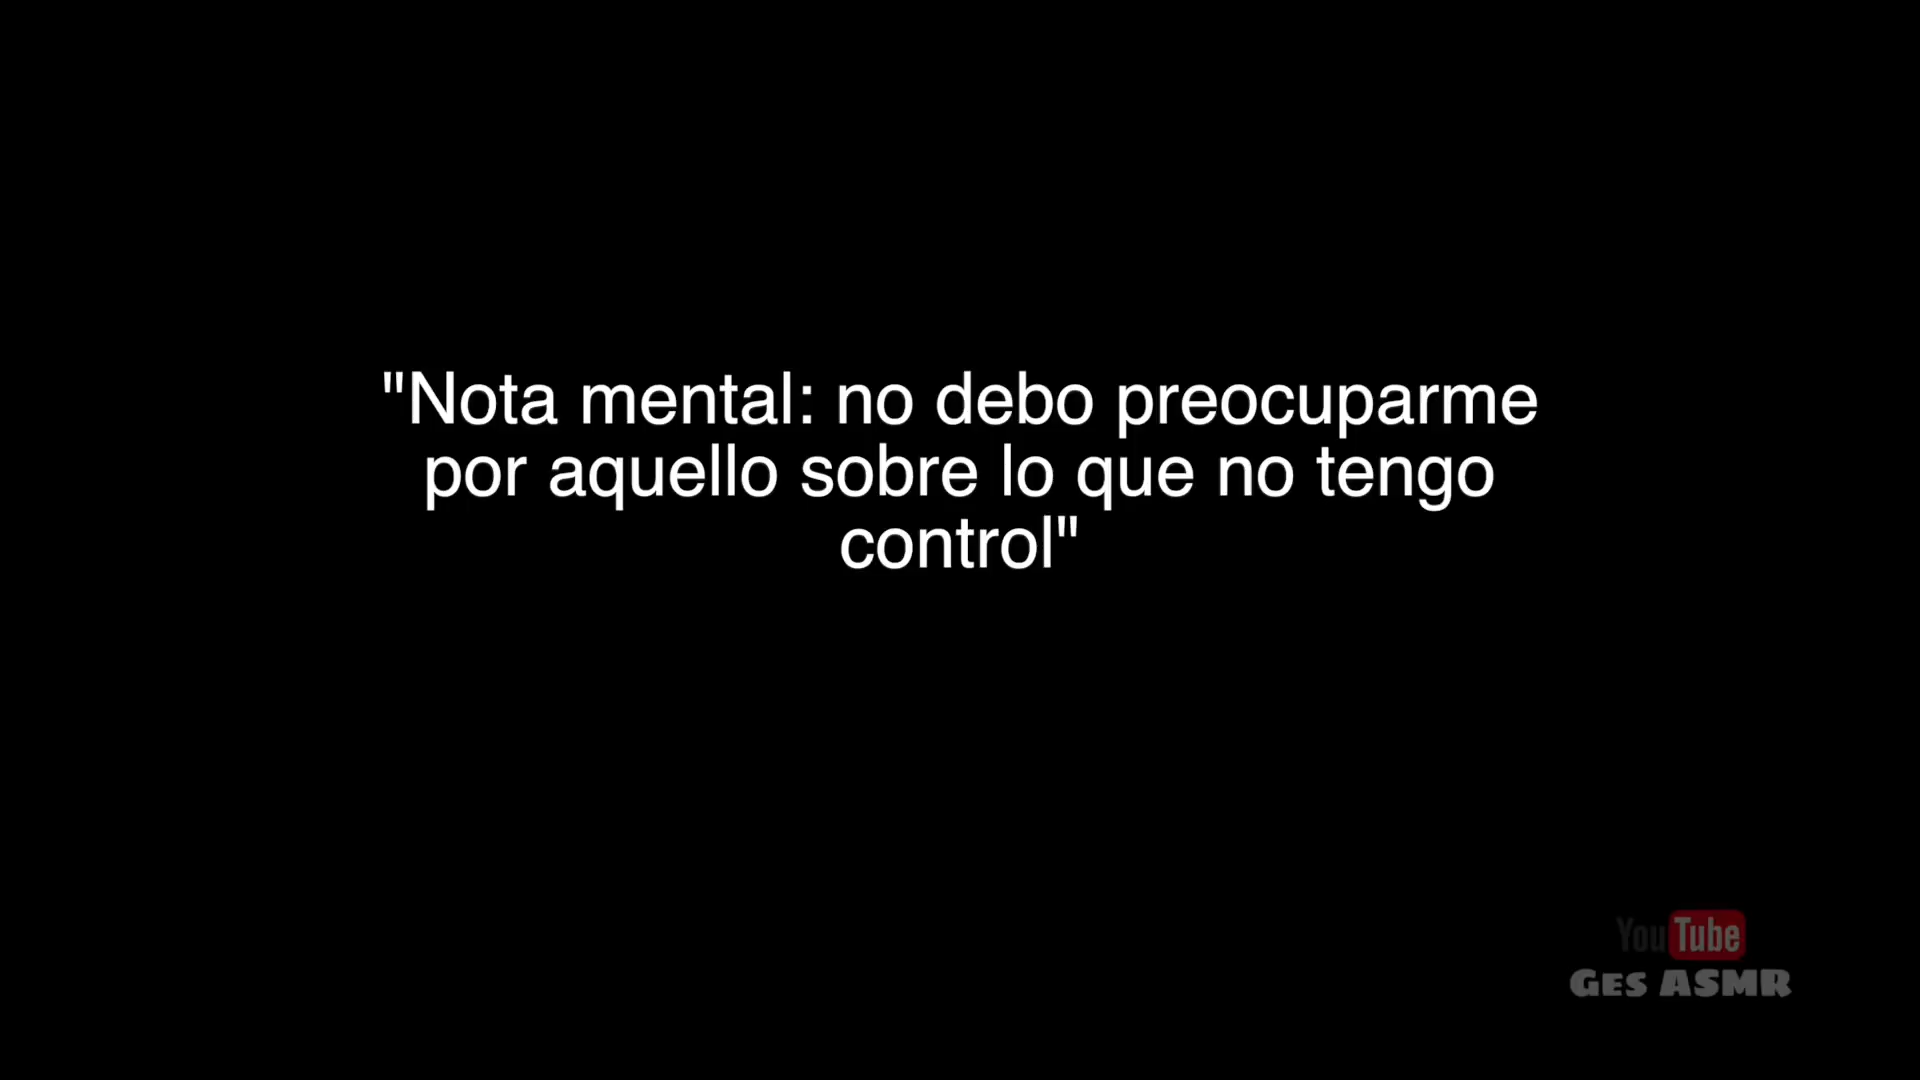 "Nota mental: no debo preocuparme
por aquello sobre lo que no tengo
control"
YouTube
GES ASMR